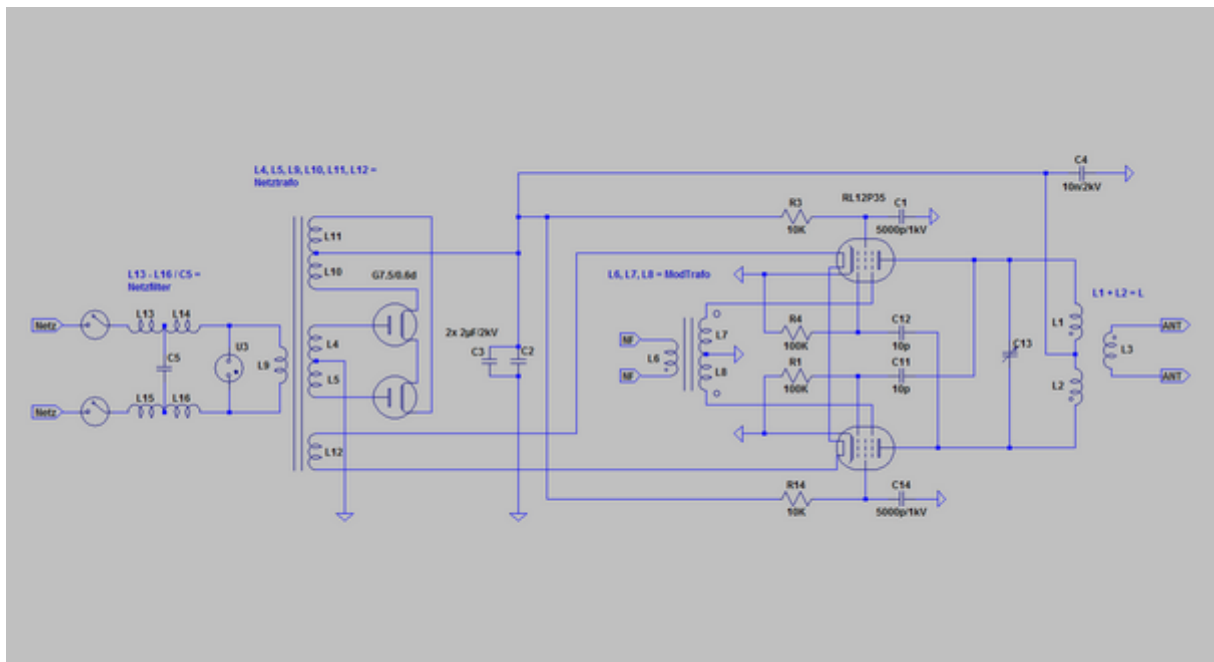 C4
10n/2kV
L4, L5, L9, L10, L11, L12 =
Netztrafo
R3
10K
RL12P35
C1
5000p/1kV
L11
L10
G7.5/0.6d
L13 - L16 / C5 =
Netzfilter
L6, L7, L8 = ModTrafo
L1 + L2 = L
Netz
L13
L14
U3
C5
L9
L4
L5
2x 2µF/2kV
C3
C2
NF
NF
L6
L7
L8
R4
100K
C12
10p
R1
100K
C11
10p
C13
L1
L2
L3
ANT
ANT
Netz
L15
L16
L12
R14
10K
C14
5000p/1kV